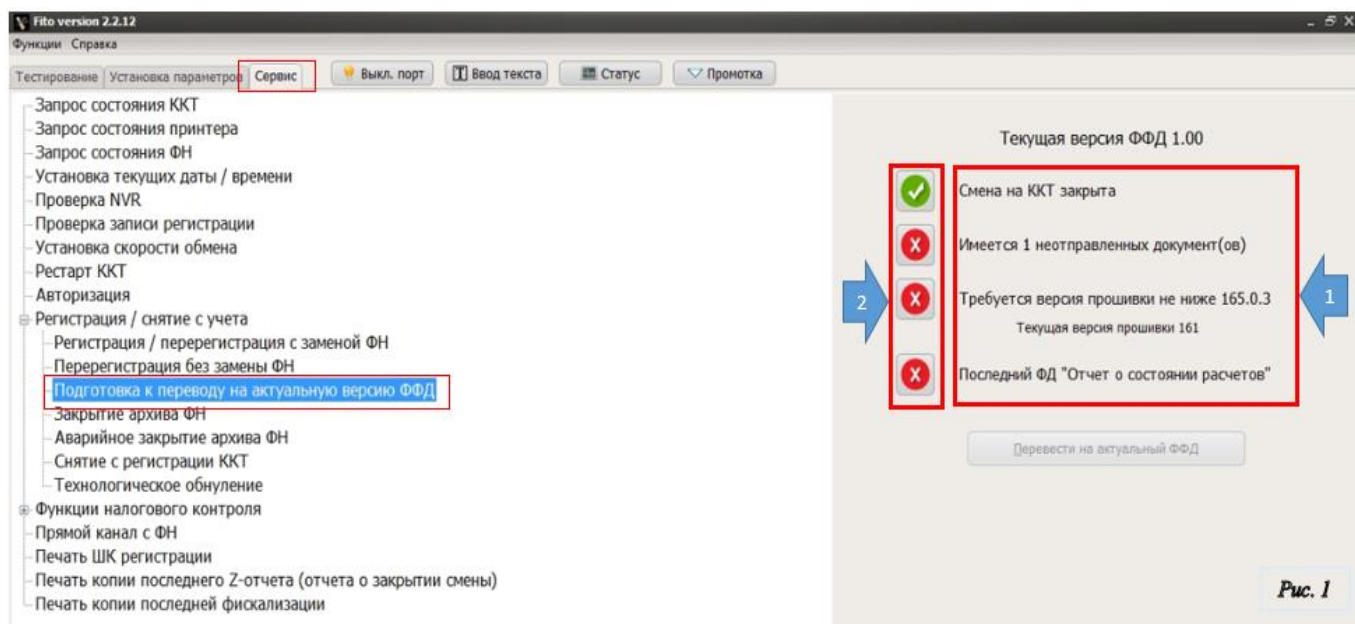 Fito version 2.2.12
Функции Справка
Тестирование Установка параметров Сервис Выкл. порт Ввод текста Статус Промотка
Запрос состояния ККТ
Запрос состояния принтера
Запрос состояния ФН
Установка текущих даты / времени
Проверка NVR
Проверка записи регистрации
Установка скорости обмена
Рестарт ККТ
Авторизация
Регистрация / снятие с учета
Регистрация / перерегистрация с заменой ФН
Перерегистрация без замены ФН
Подготовка к переводу на актуальную версию ФФД
Закрытие архива ФН
Аварийное закрытие архива ФН
Снятие с регистрации ККТ
Технологическое обнуление
Функции налогового контроля
Прямой канал с ФН
Печать ШК регистрации
Печать копии последнего Z-отчета (отчета о закрытии смены)
Печать копии последней фискализации
Текущая версия ФФД 1.00
Смена на ККТ закрыта
Имеется 1 неотправленных документ(ов)
Требуется версия прошивки не ниже 165.0.3
Текущая версия прошивки 161
Последний ФД "Отчет о состоянии расчетов"
2
1
Перевести на актуальный ФФД
Рис. 1